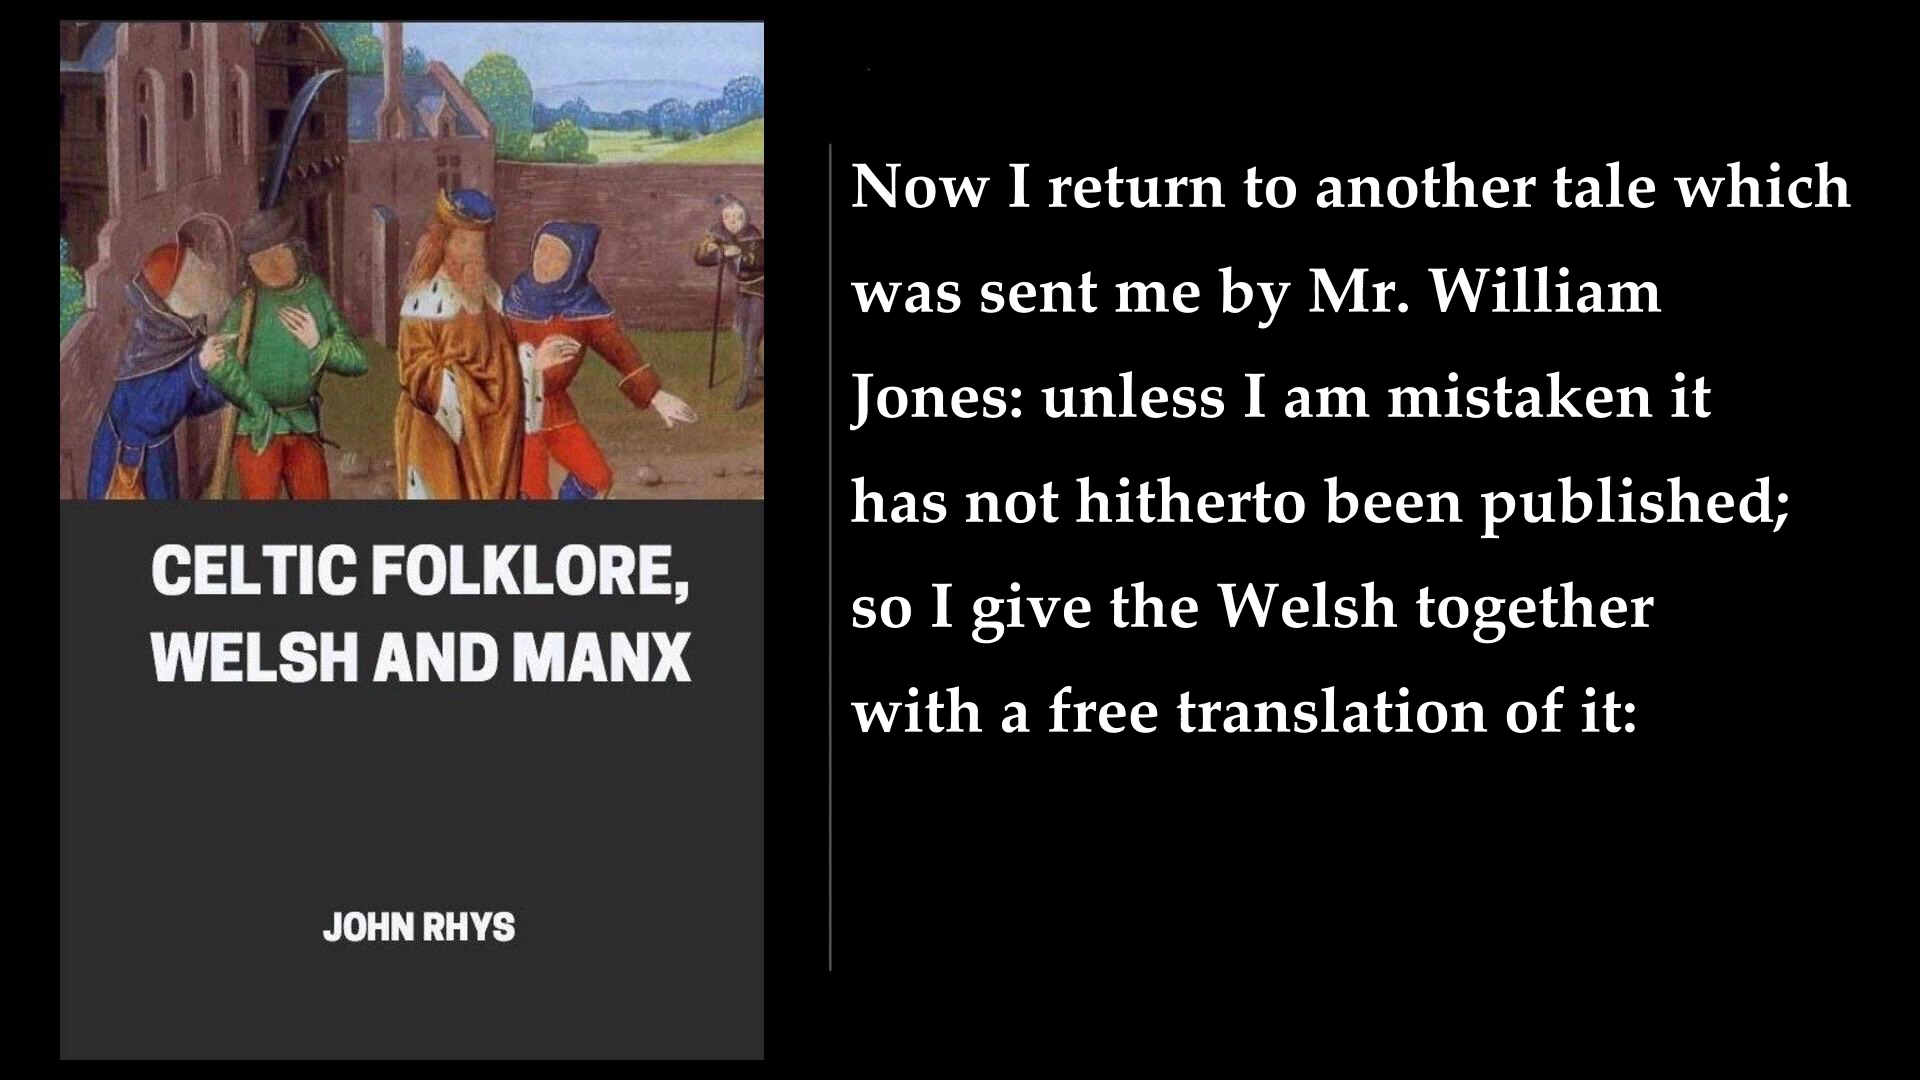 CELTIC FOLKLORE,
WELSH AND MANX
JOHN RHYS
Now I return to another tale which
was sent me by Mr. William
Jones: unless I am mistaken it
has not hitherto been published;
so I give the Welsh together
with a free translation of it: